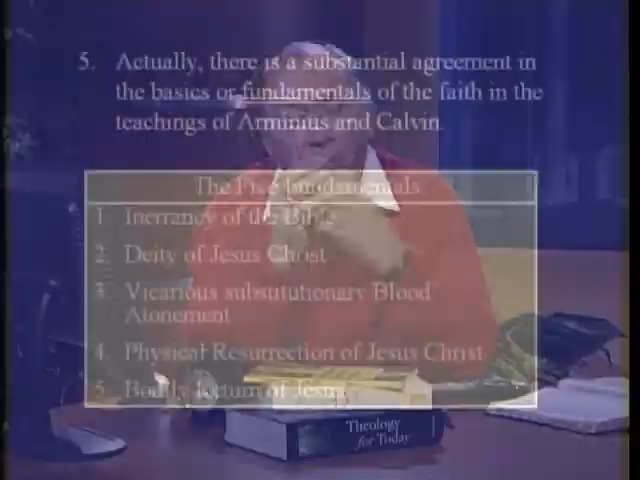 5. Actually, there is a substantial agreement in
the basics or fundamentals of the faith in the
teachings of Arminius and Calvin.
The Five Fundamentals
1. Inerrancy of the Bible
2. Deity of Jesus Christ
3. Vicarious substitutionary Blood
Atonement
4. Physical Resurrection of Jesus Christ
5. Bodily Return of Jesus
Theology
for Today